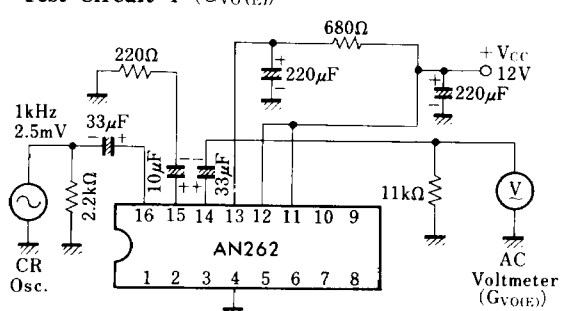 Test Circuit 1 (GVO(E))
680Ω
220Ω
+
220μF
−
+VCC
12V
+
220μF
−
1kHz
2.5mV
33μF
− +
2.2kΩ
10μF
− +
33μF
− +
11kΩ
V
16 15 14 13 12 11 10 9
AN262
1 2 3 4 5 6 7 8
CR
Osc.
AC
Voltmeter
(GVO(E))